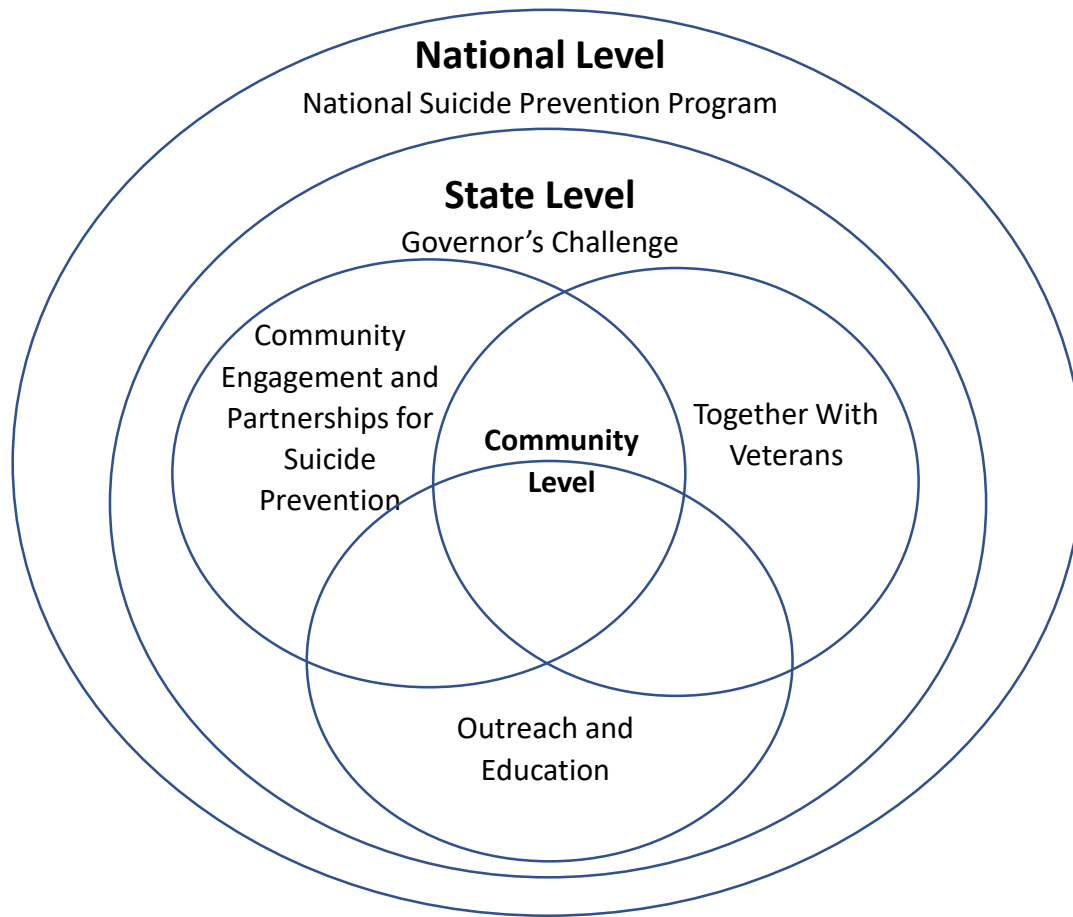 National Level
National Suicide Prevention Program
State Level
Governor’s Challenge
Community
Engagement and
Partnerships for
Suicide
Prevention
Community
Level
Together With
Veterans
Outreach and
Education